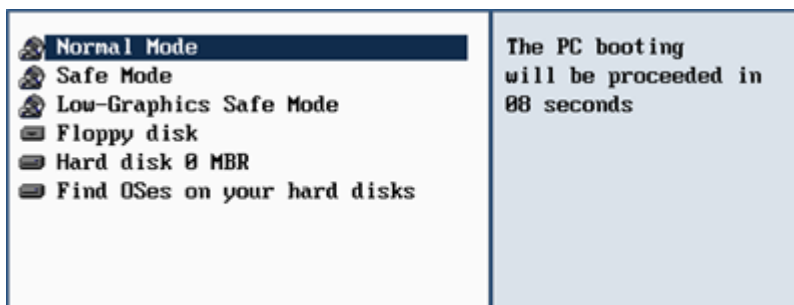 Normal Mode
Safe Mode
Low-Graphics Safe Mode
Floppy disk
Hard disk 0 MBR
Find OSes on your hard disks
The PC booting
will be proceeded in
08 seconds